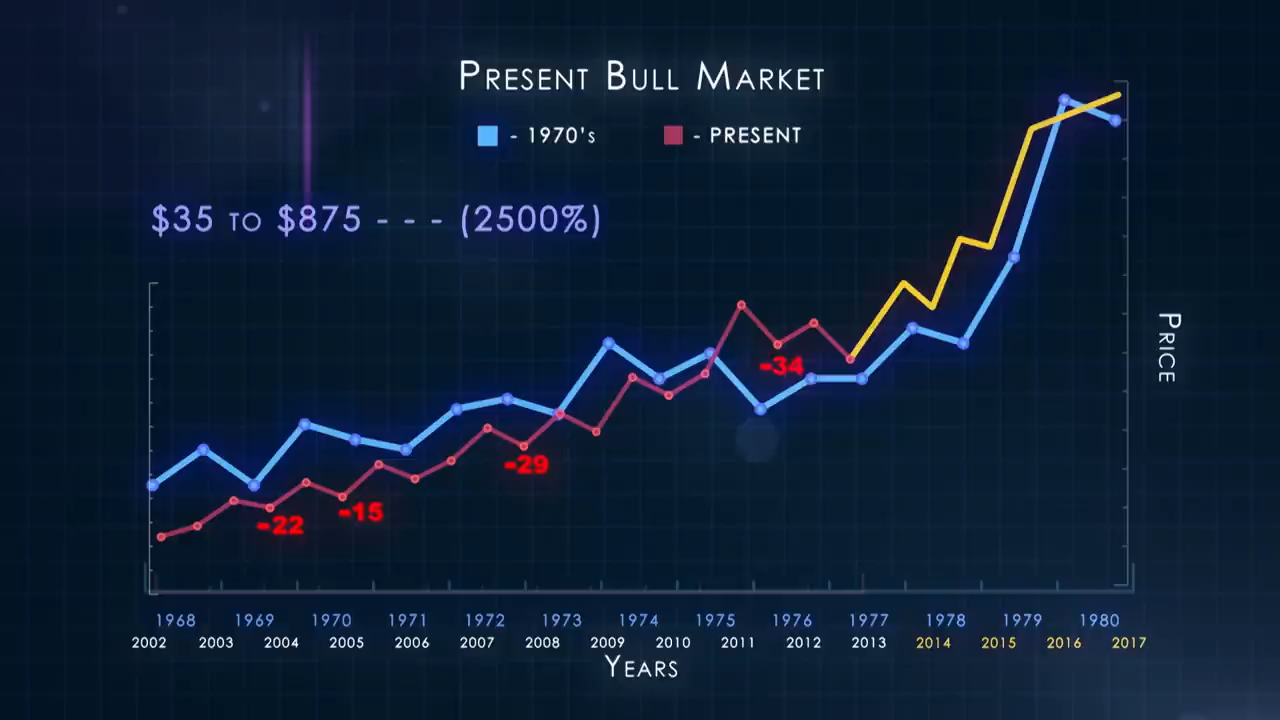 PRESENT BULL MARKET
- 1970's - PRESENT
$35 TO $875 - - - (2500%)
PRICE
-34
-29
-15
-22
1968 1969 1970 1971 1972 1973 1974 1975 1976 1977 1978 1979 1980
2002 2003 2004 2005 2006 2007 2008 2009 2010 2011 2012 2013 2014 2015 2016 2017
YEARS